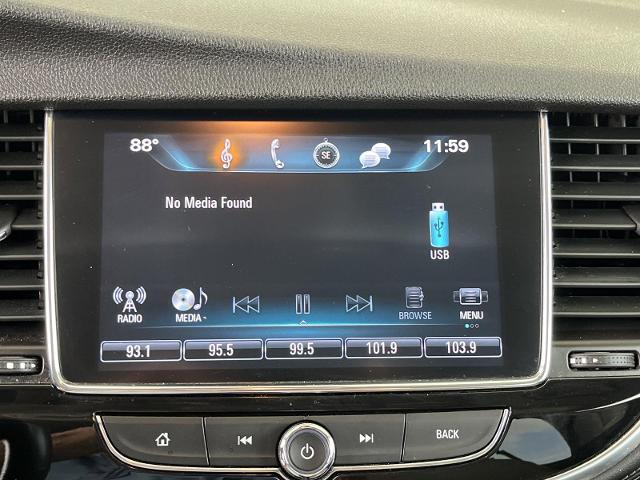 88° SE 11:59
No Media Found
USB
RADIO MEDIA BROWSE MENU
93.1 95.5 99.5 101.9 103.9
BACK